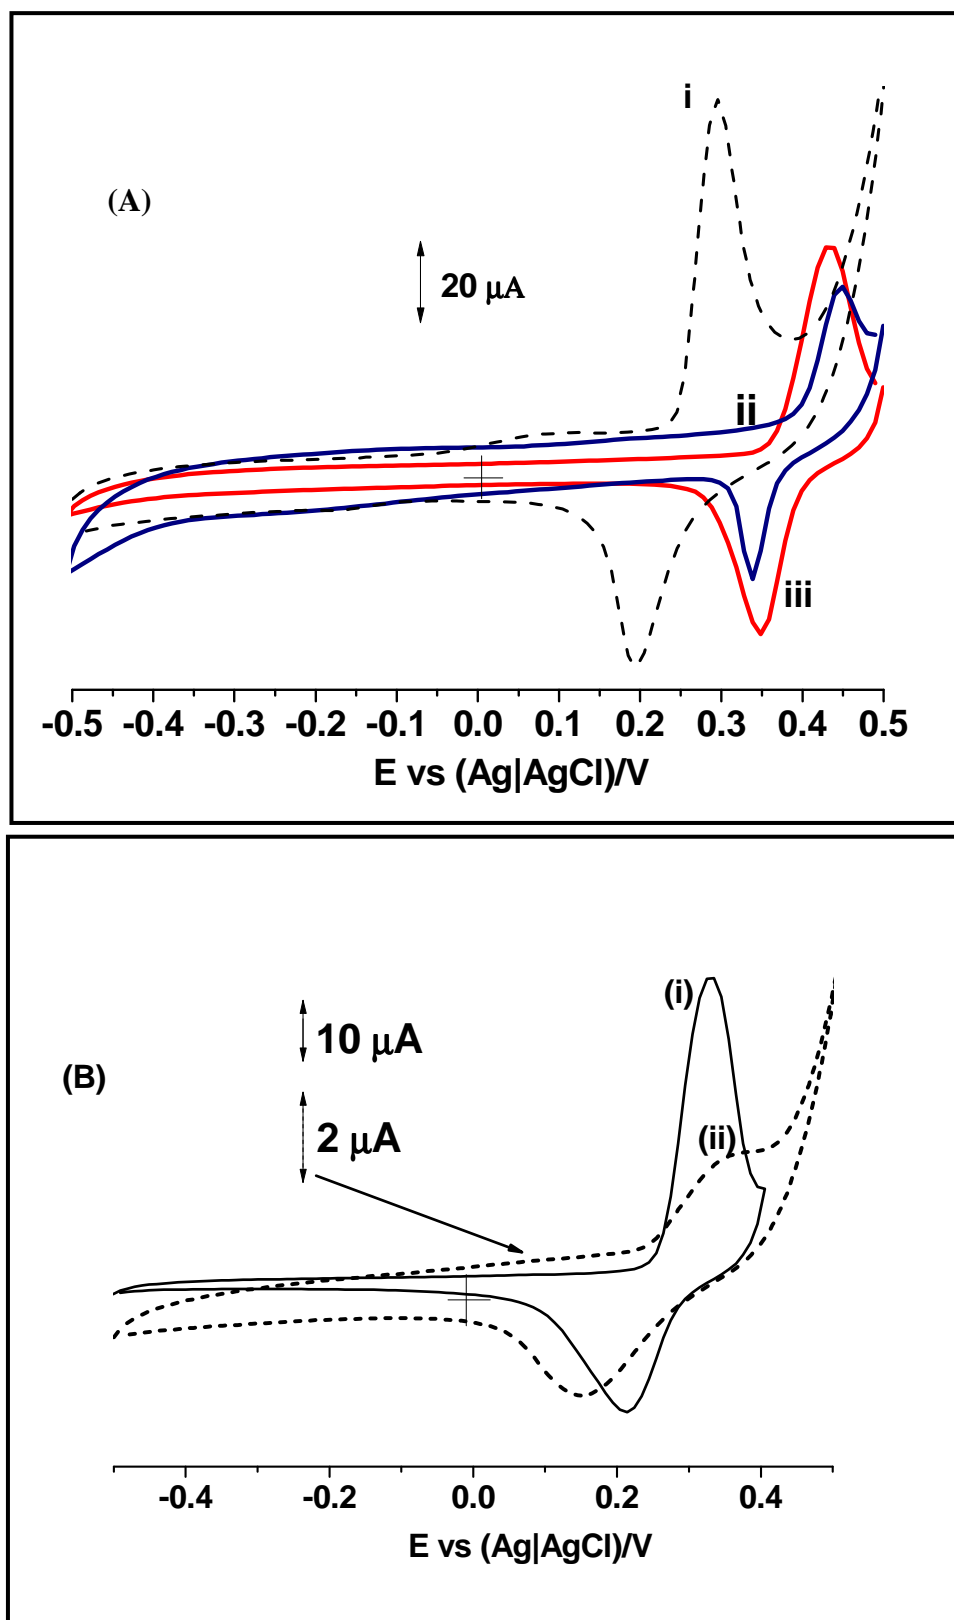 i
(A)
20 μA
ii
iii
-0.5 -0.4 -0.3 -0.2 -0.1 0.0 0.1 0.2 0.3 0.4 0.5
E vs (Ag|AgCl)/V
(i)
10 μA
(B)
2 μA
(ii)
-0.4 -0.2 0.0 0.2 0.4
E vs (Ag|AgCl)/V